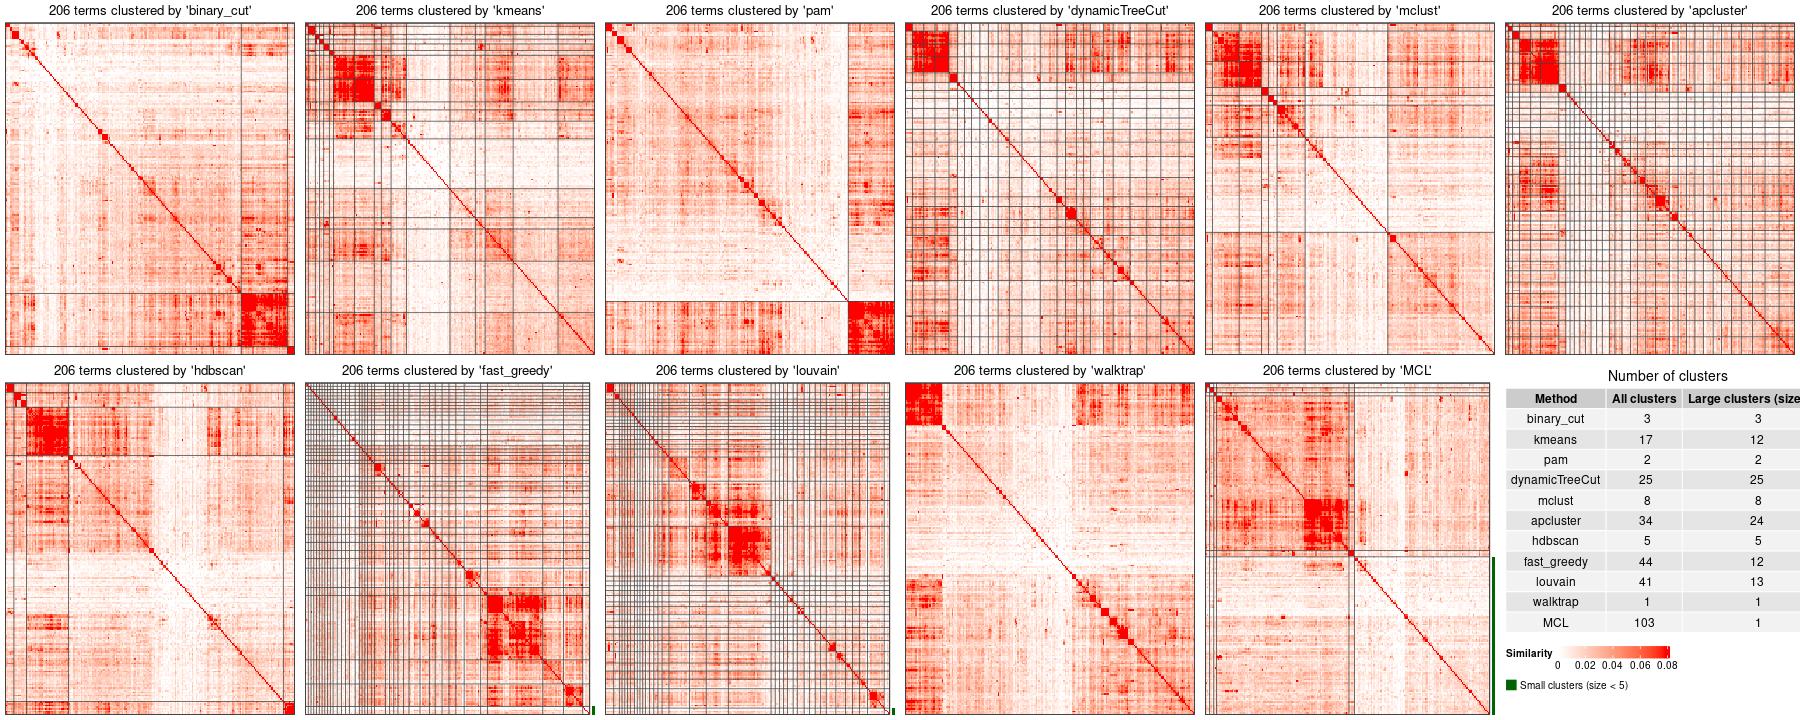 206 terms clustered by 'binary_cut'
206 terms clustered by 'kmeans'
206 terms clustered by 'pam'
206 terms clustered by 'dynamicTreeCut'
206 terms clustered by 'mclust'
206 terms clustered by 'apcluster'
206 terms clustered by 'hdbscan'
206 terms clustered by 'fast_greedy'
206 terms clustered by 'louvain'
206 terms clustered by 'walktrap'
206 terms clustered by 'MCL'
Number of clusters
Method All clusters Large clusters (size
binary_cut 3 3
kmeans 17 12
pam 2 2
dynamicTreeCut 25 25
mclust 8 8
apcluster 34 24
hdbscan 5 5
fast_greedy 44 12
louvain 41 13
walktrap 1 1
MCL 103 1
Similarity
0 0.02 0.04 0.06 0.08
Small clusters (size < 5)